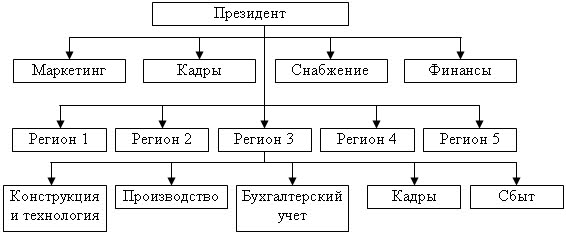 Президент
Маркетинг
Кадры
Снабжение
Финансы
Регион 1
Регион 2
Регион 3
Регион 4
Регион 5
Конструкция
и технология
Производство
Бухгалтерский
учет
Кадры
Сбыт